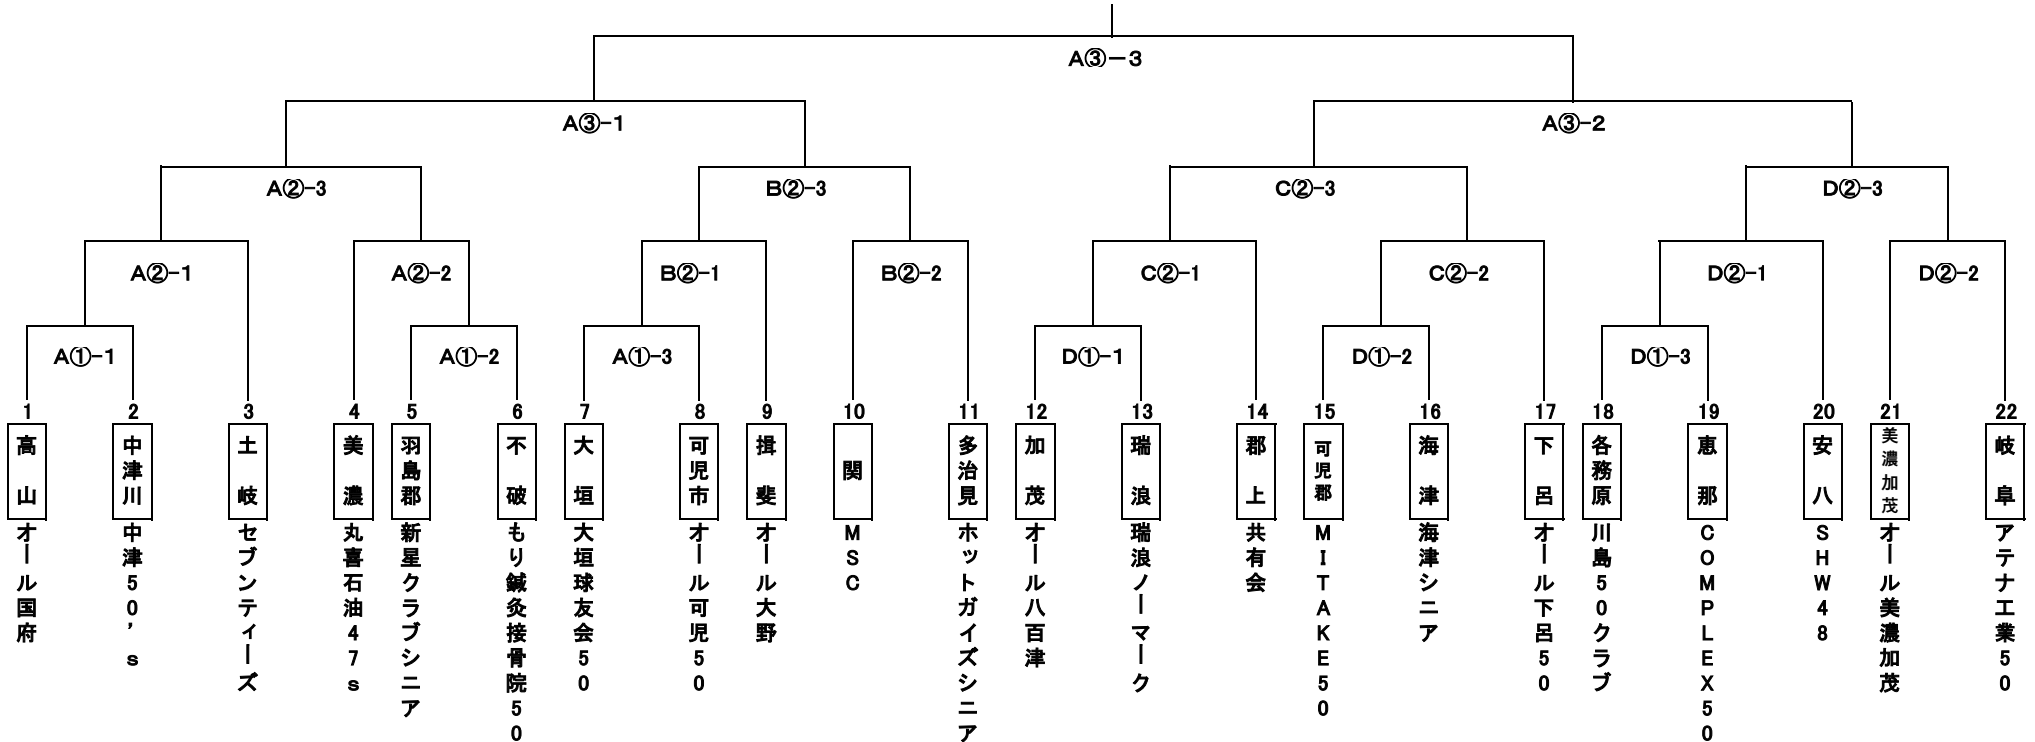 A③－3
A③-1
A③-2
A②-3
B②-3
C②-3
D②-3
A②-1
A②-2
B②-1
B②-2
C②-1
C②-2
D②-1
D②-2
A①-1
A①-2
A①-3
D①-1
D①-2
D①-3
1
高山
オール国府
2
中津川
中津50’s
3
土岐
セブンティーズ
4
美濃
丸喜石油47s
5
羽島郡
新星クラブシニア
6
不破
もり鍼灸接骨院50
7
大垣
大垣球友会50
8
可児市
オール可児50
9
揖斐
オール大野
10
関
MSC
11
多治見
ホットガイズシニア
12
加茂
オール八百津
13
瑞浪
瑞浪ノーマーク
14
郡上
共有会
15
可児郡
MITAKE50
16
海津
海津シニア
17
下呂
オール下呂50
18
各務原
川島50クラブ
19
恵那
COMPLEX50
20
安八
SHW48
21
美濃加茂
オール美濃加茂
22
岐阜
アテナ工業50